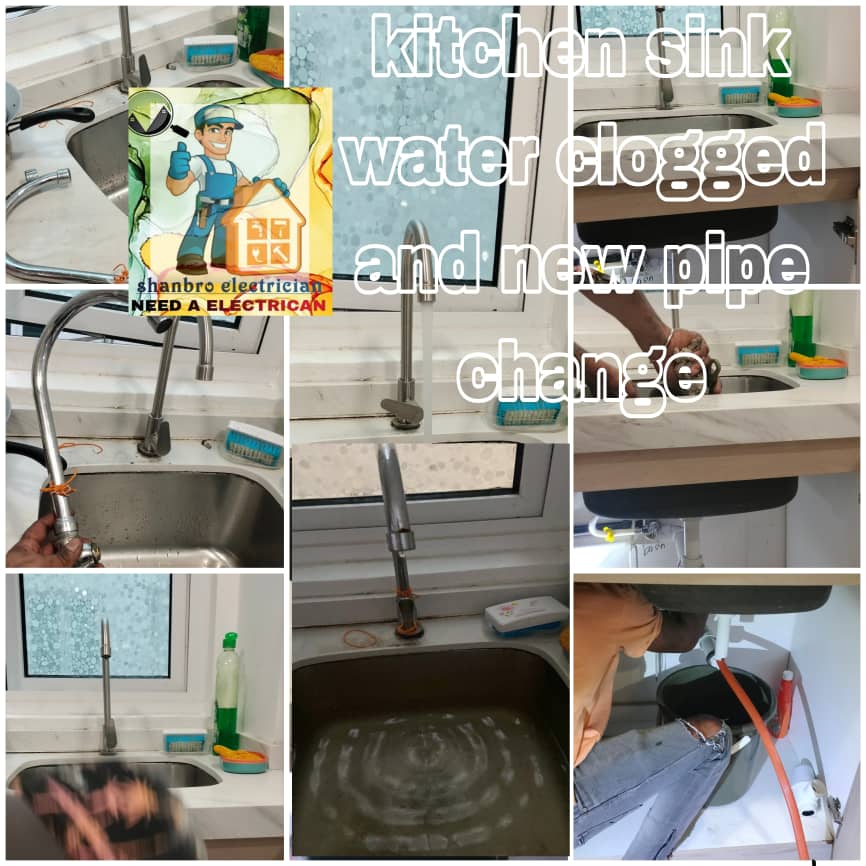 kitchen sink
water clogged
and new pipe
change
shanbro electrician
NEED A ELECTRICAN